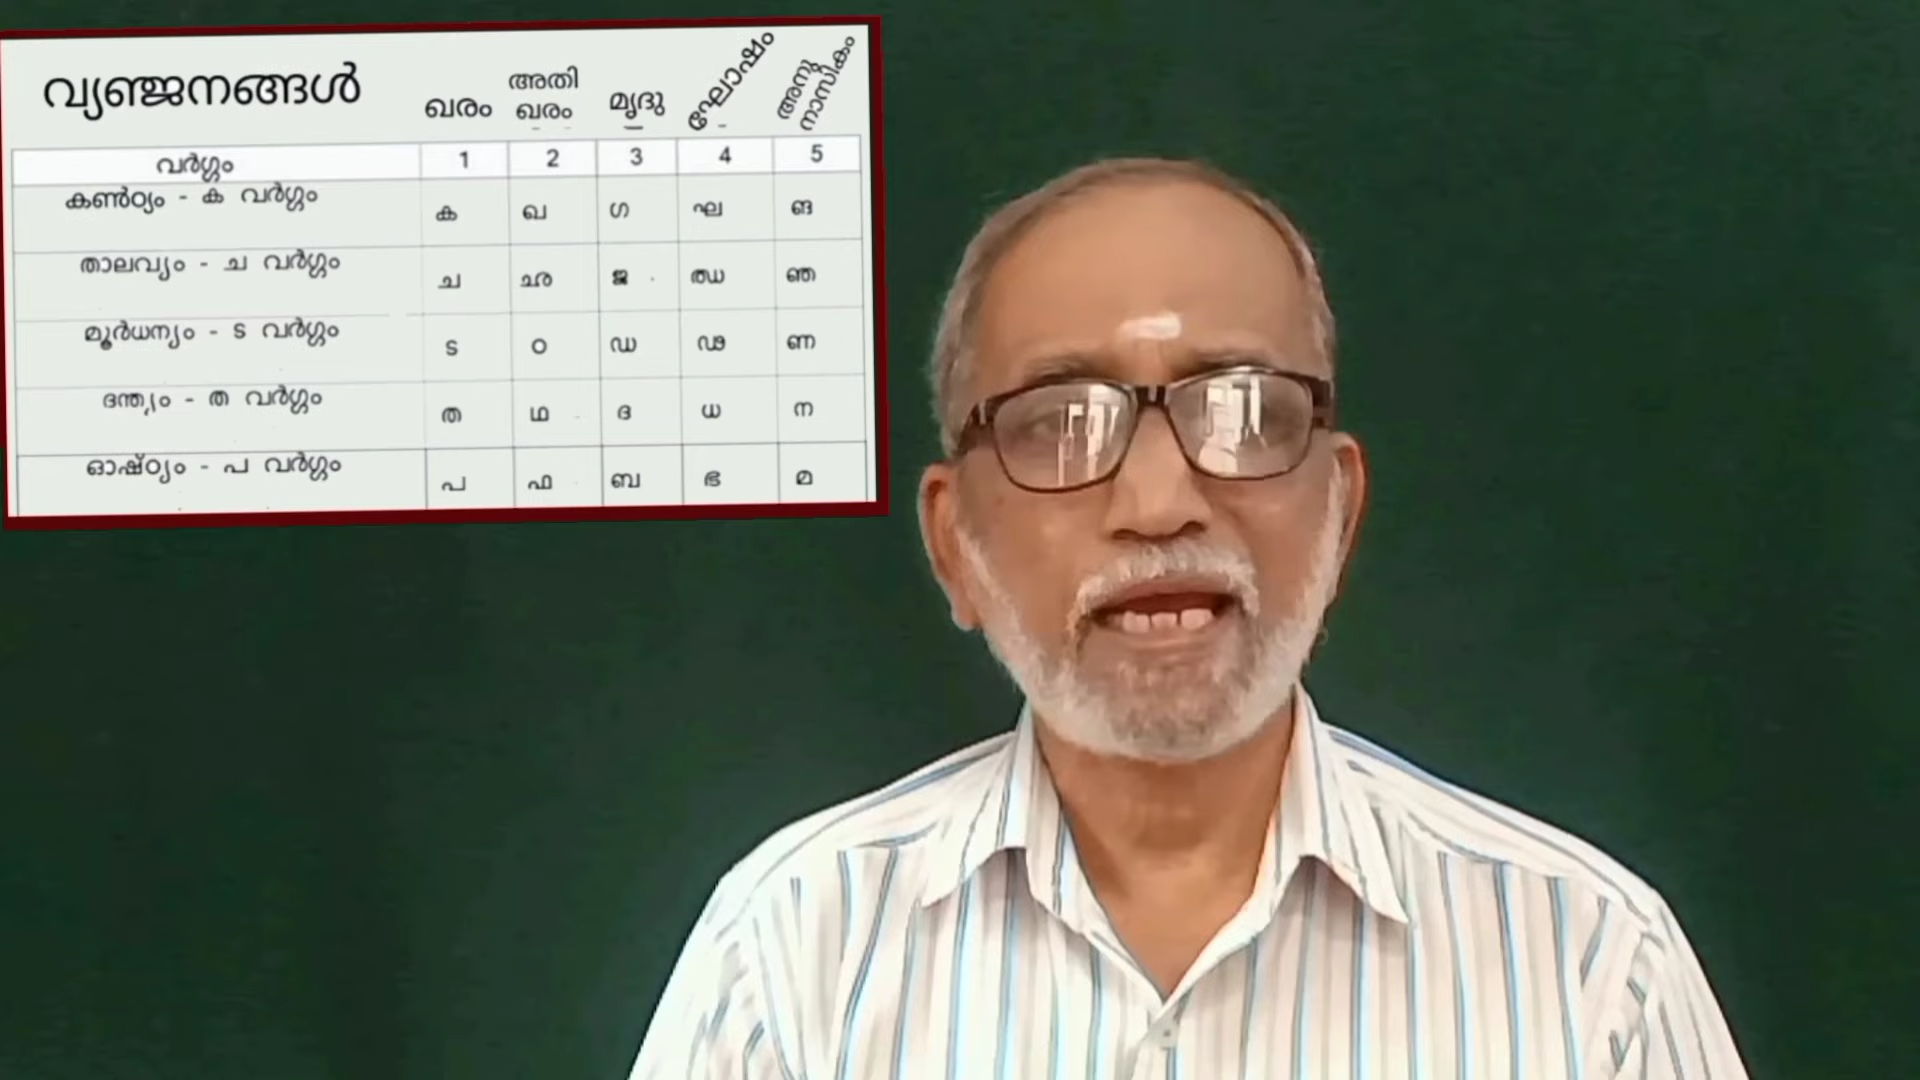 വ്യഞ്ജനങ്ങൾ ഖരം അതി ഖരം മൃദു ഘോഷം അനു നാസികം
വർഗ്ഗം 1 2 3 4 5
കൺഠ്യം - ക വർഗ്ഗം ക ഖ ഗ ഘ ങ
താലവ്യം - ച വർഗ്ഗം ച ഛ ജ ഝ ഞ
മൂർധന്യം - ട വർഗ്ഗം ട ഠ ഡ ഢ ണ
ദന്ത്യം - ത വർഗ്ഗം ത ഥ ദ ധ ന
ഓഷ്ഠ്യം - പ വർഗ്ഗം പ ഫ ബ ഭ മ